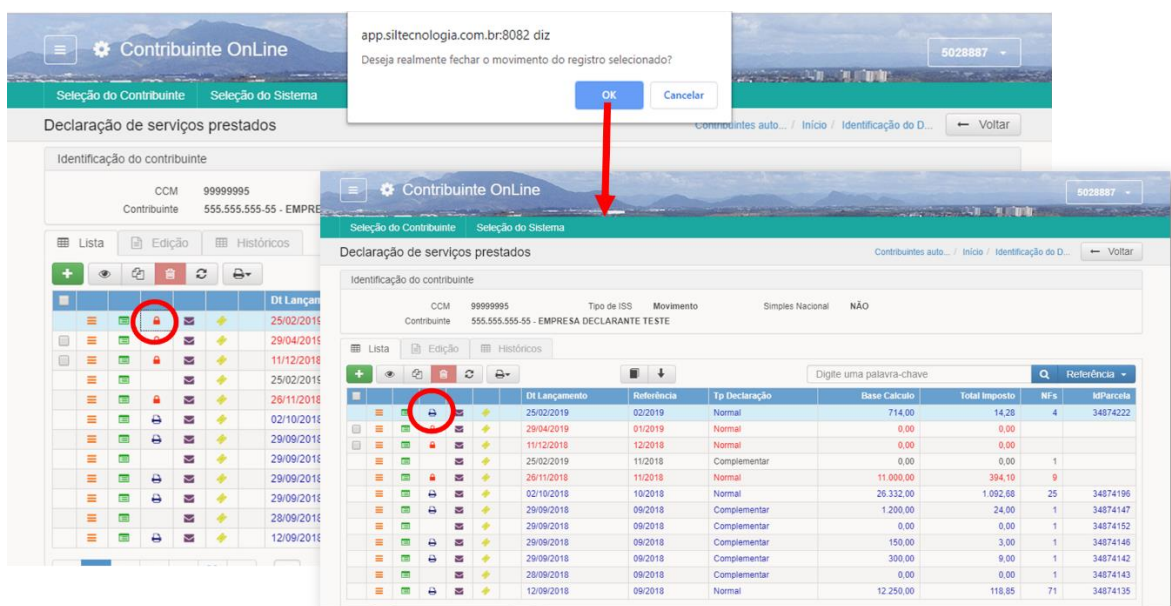 app.siltecnologia.com.br:8082 diz
Deseja realmente fechar o movimento do registro selecionado?
OK Cancelar
Contribuinte OnLine
5028887
Seleção do Contribuinte Seleção do Sistema
Declaração de serviços prestados
Contribuintes auto... / Início / Identificação do D... Voltar
Identificação do contribuinte
CCM 99999995
Contribuinte 555.555.555-55 - EMPRE
Lista Edição Históricos
Dt Lançan
25/02/2019
29/04/2019
11/12/2018
25/02/2019
26/11/2018
02/10/2018
29/09/2018
29/09/2018
29/09/2018
29/09/2018
28/09/2018
12/09/2018
Contribuinte OnLine
5028887
Seleção do Contribuinte Seleção do Sistema
Declaração de serviços prestados
Contribuintes auto... / Início / Identificação do D... Voltar
Identificação do contribuinte
CCM 99999995 Tipo de ISS Movimento Simples Nacional NÃO
Contribuinte 555.555.555-55 - EMPRESA DECLARANTE TESTE
Lista Edição Históricos
Digite uma palavra-chave Referência
Dt Lançamento Referência Tp Declaração Base Calculo Total Imposto NFs IdParcela
25/02/2019 02/2019 Normal 714,00 14,28 4 34874222
29/04/2019 01/2019 Normal 0,00 0,00
11/12/2018 12/2018 Normal 0,00 0,00
25/02/2019 11/2018 Complementar 0,00 0,00 1
26/11/2018 11/2018 Normal 11.000,00 394,10 9
02/10/2018 10/2018 Normal 26.332,00 1.092,68 25 34874196
29/09/2018 09/2018 Complementar 1.200,00 24,00 1 34874147
29/09/2018 09/2018 Complementar 0,00 0,00 1 34874152
29/09/2018 09/2018 Complementar 150,00 3,00 1 34874146
29/09/2018 09/2018 Complementar 300,00 9,00 1 34874142
28/09/2018 09/2018 Complementar 0,00 0,00 1 34874143
12/09/2018 09/2018 Normal 12.250,00 118,85 71 34874135